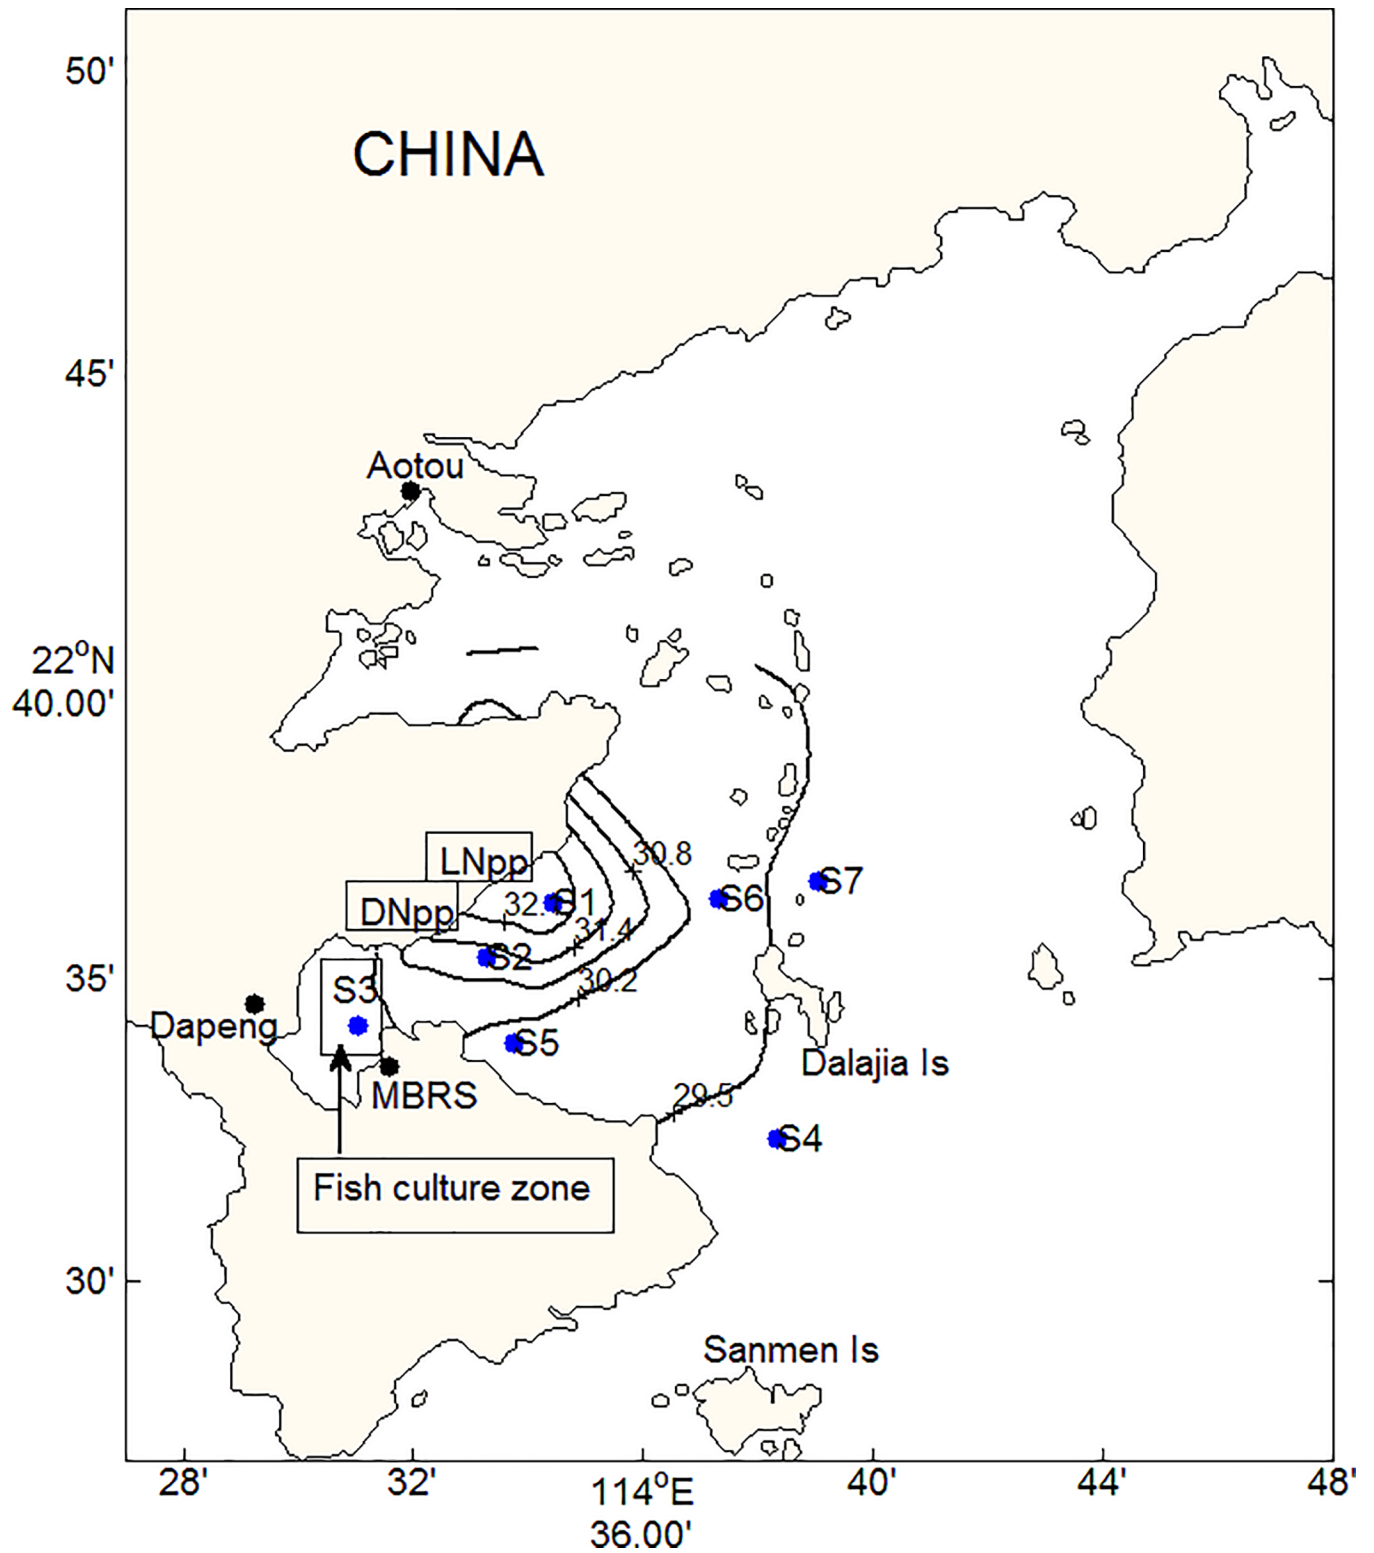 50'
CHINA
45'
Aotou
22°N
40.00'
LNpp
30.8
DNpp
32.
S1
S6
S7
31.4
S2
35'
S3
30.2
Dapeng
S5
MBRS
Dalajia Is
29.5
S4
Fish culture zone
30'
Sanmen Is
28'
32'
114°E
36.00'
40'
44'
48'